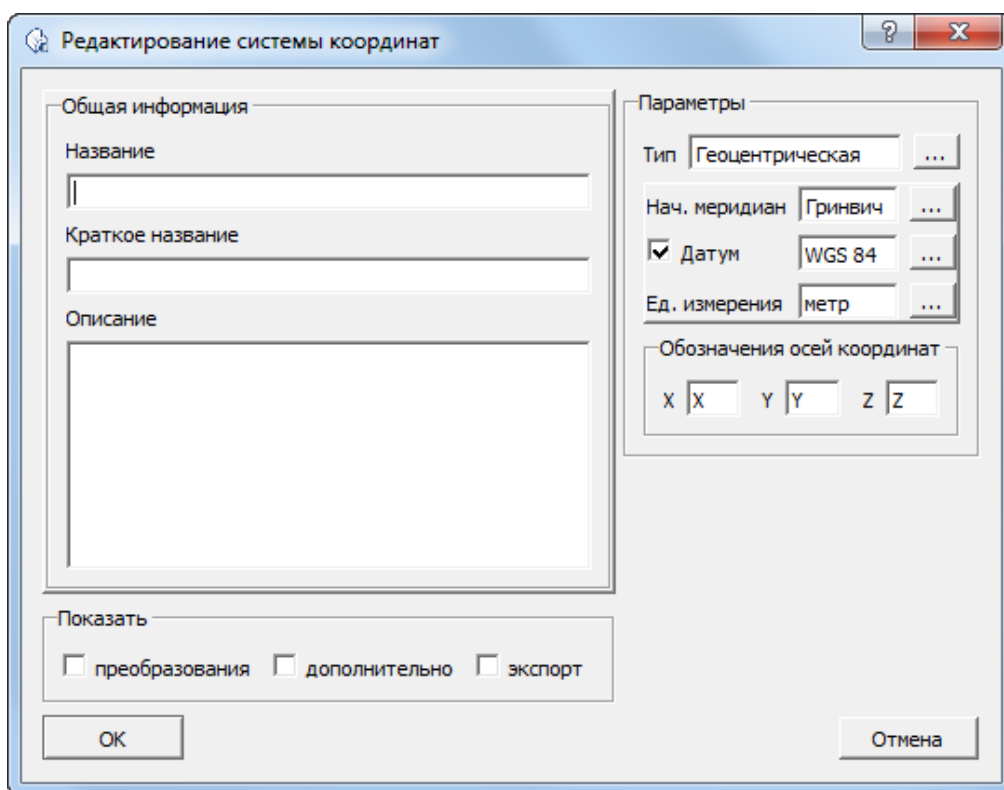 Редактирование системы координат
?
Общая информация
Название
Краткое название
Описание
Параметры
Тип Геоцентрическая ...
Нач. меридиан Гринвич ...
Датум WGS 84 ...
Ед. измерения метр ...
Обозначения осей координат
X X Y Y Z Z
Показать
преобразования дополнительно экспорт
OK Отмена